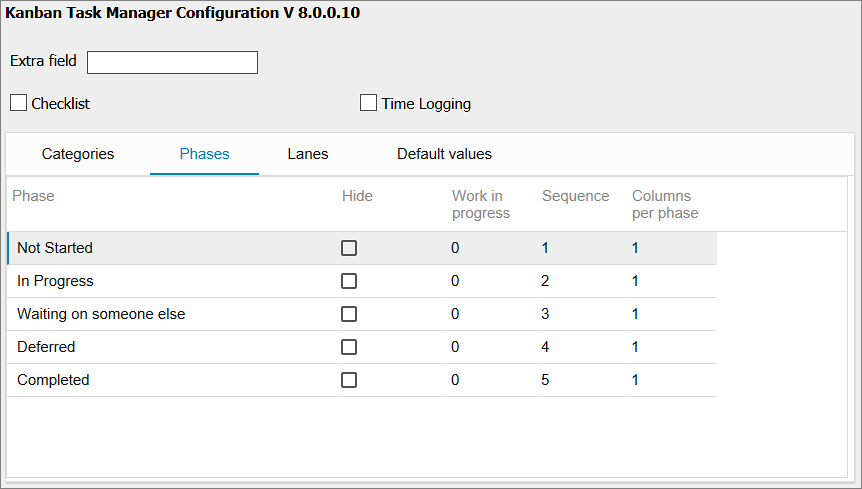 Kanban Task Manager Configuration V 8.0.0.10
Extra field
Checklist Time Logging
Categories Phases Lanes Default values
Phase Hide Work in progress Sequence Columns per phase
Not Started 0 1 1
In Progress 0 2 1
Waiting on someone else 0 3 1
Deferred 0 4 1
Completed 0 5 1